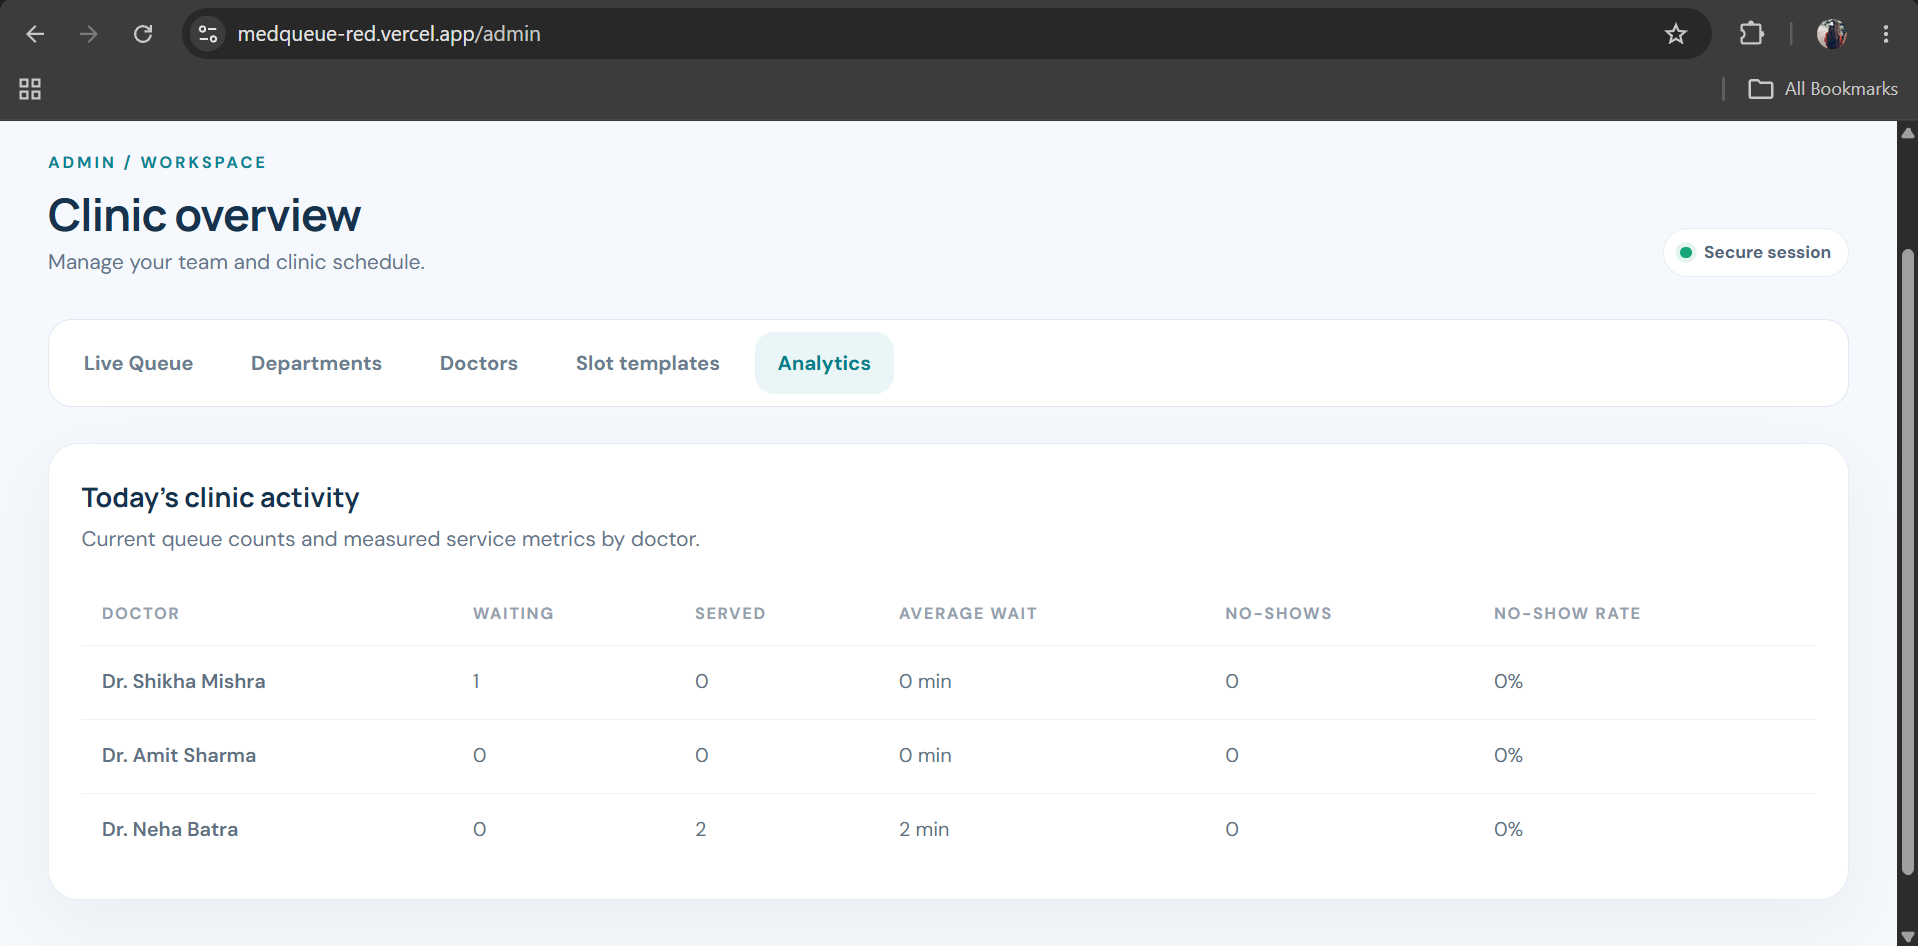 medqueue-red.vercel.app/admin
All Bookmarks
ADMIN / WORKSPACE
Clinic overview
Manage your team and clinic schedule.
Secure session
Live Queue Departments Doctors Slot templates Analytics
Today’s clinic activity
Current queue counts and measured service metrics by doctor.
DOCTOR WAITING SERVED AVERAGE WAIT NO-SHOWS NO-SHOW RATE
Dr. Shikha Mishra 1 0 0 min 0 0%
Dr. Amit Sharma 0 0 0 min 0 0%
Dr. Neha Batra 0 2 2 min 0 0%